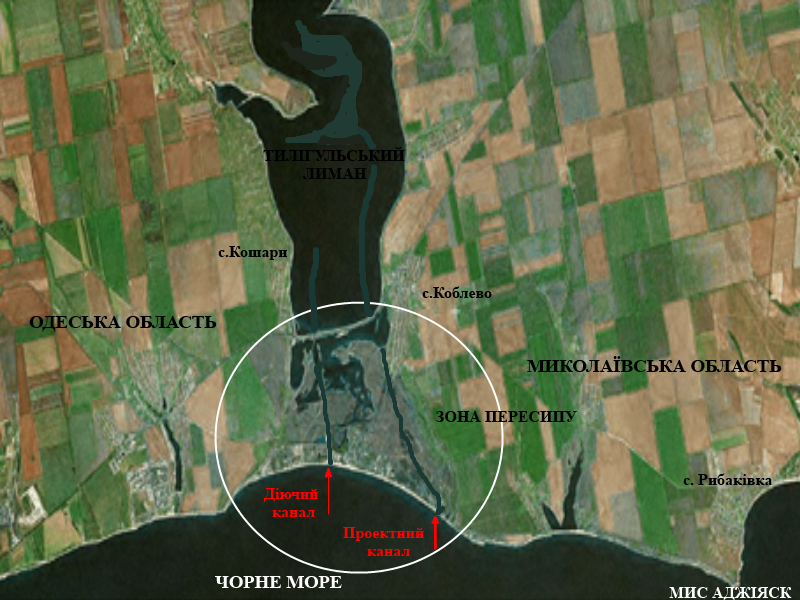 ТИЛІГУЛЬСЬКИЙ
ЛИМАН
с.Кошари
с.Коблево
ОДЕСЬКА ОБЛАСТЬ
МИКОЛАЇВСЬКА ОБЛАСТЬ
ЗОНА ПЕРЕСИПУ
с. Рибаківка
Діючий
канал
Проектний
канал
ЧОРНЕ МОРЕ
МИС АДЖІЯСК